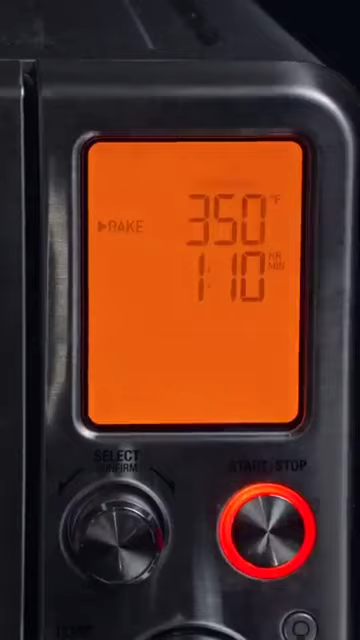 350°F
▶BAKE
1:10 HR MIN
SELECT
CONFIRM
START/STOP